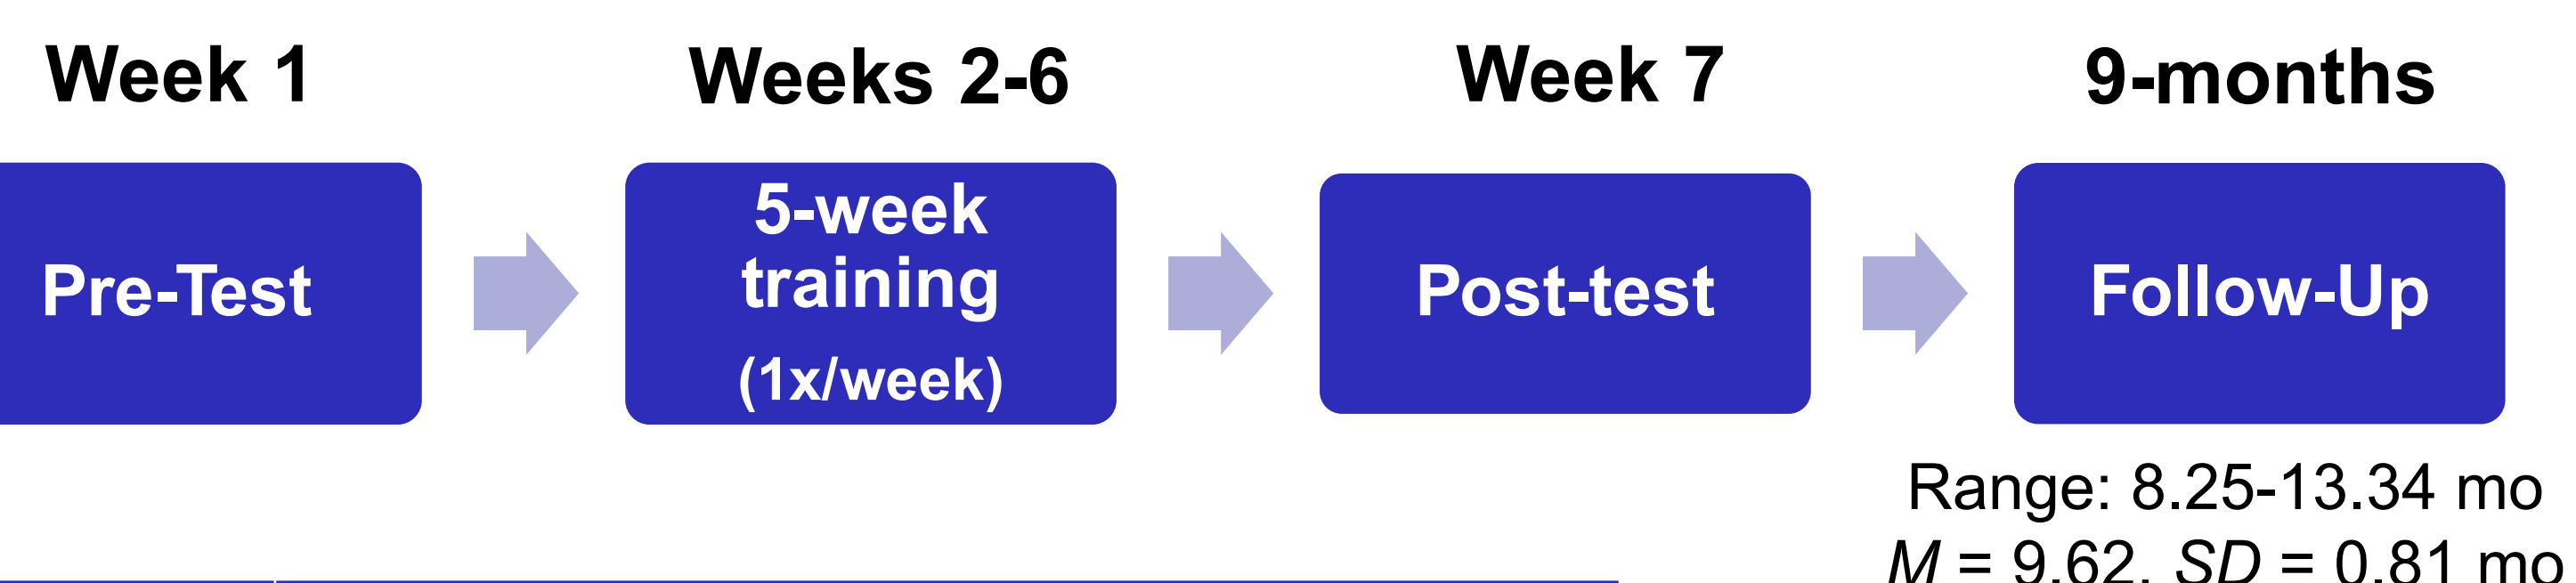 Week 1
Weeks 2-6
Week 7
9-months
Pre-Test
5-week
training
(1x/week)
Post-test
Follow-Up
Range: 8.25-13.34 mo
M = 9.62, SD = 0.81 mo